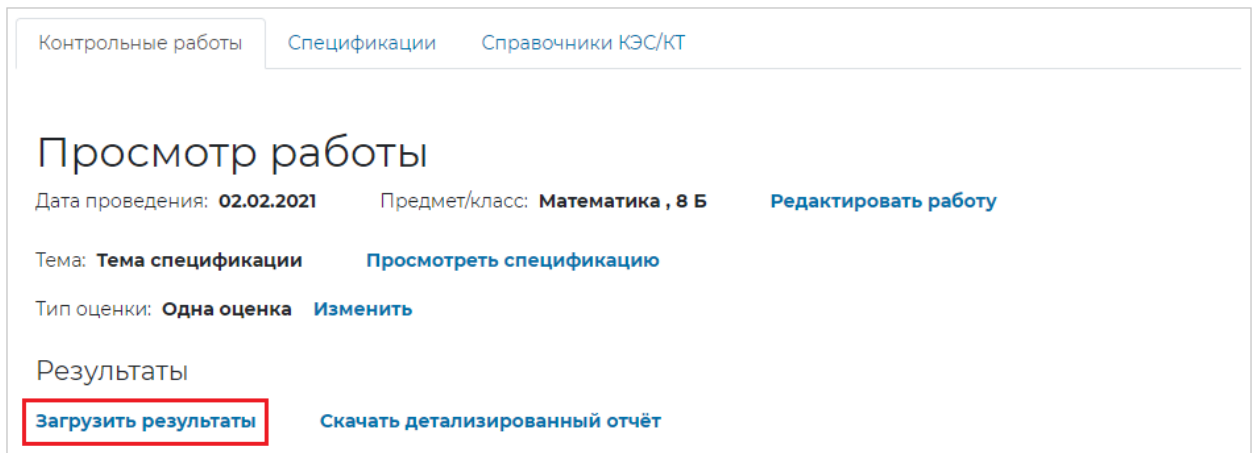 Контрольные работы Спецификации Справочники КЭС/КТ
Просмотр работы
Дата проведения: 02.02.2021 Предмет/класс: Математика , 8 Б Редактировать работу
Тема: Тема спецификации Просмотреть спецификацию
Тип оценки: Одна оценка Изменить
Результаты
Загрузить результаты Скачать детализированный отчёт